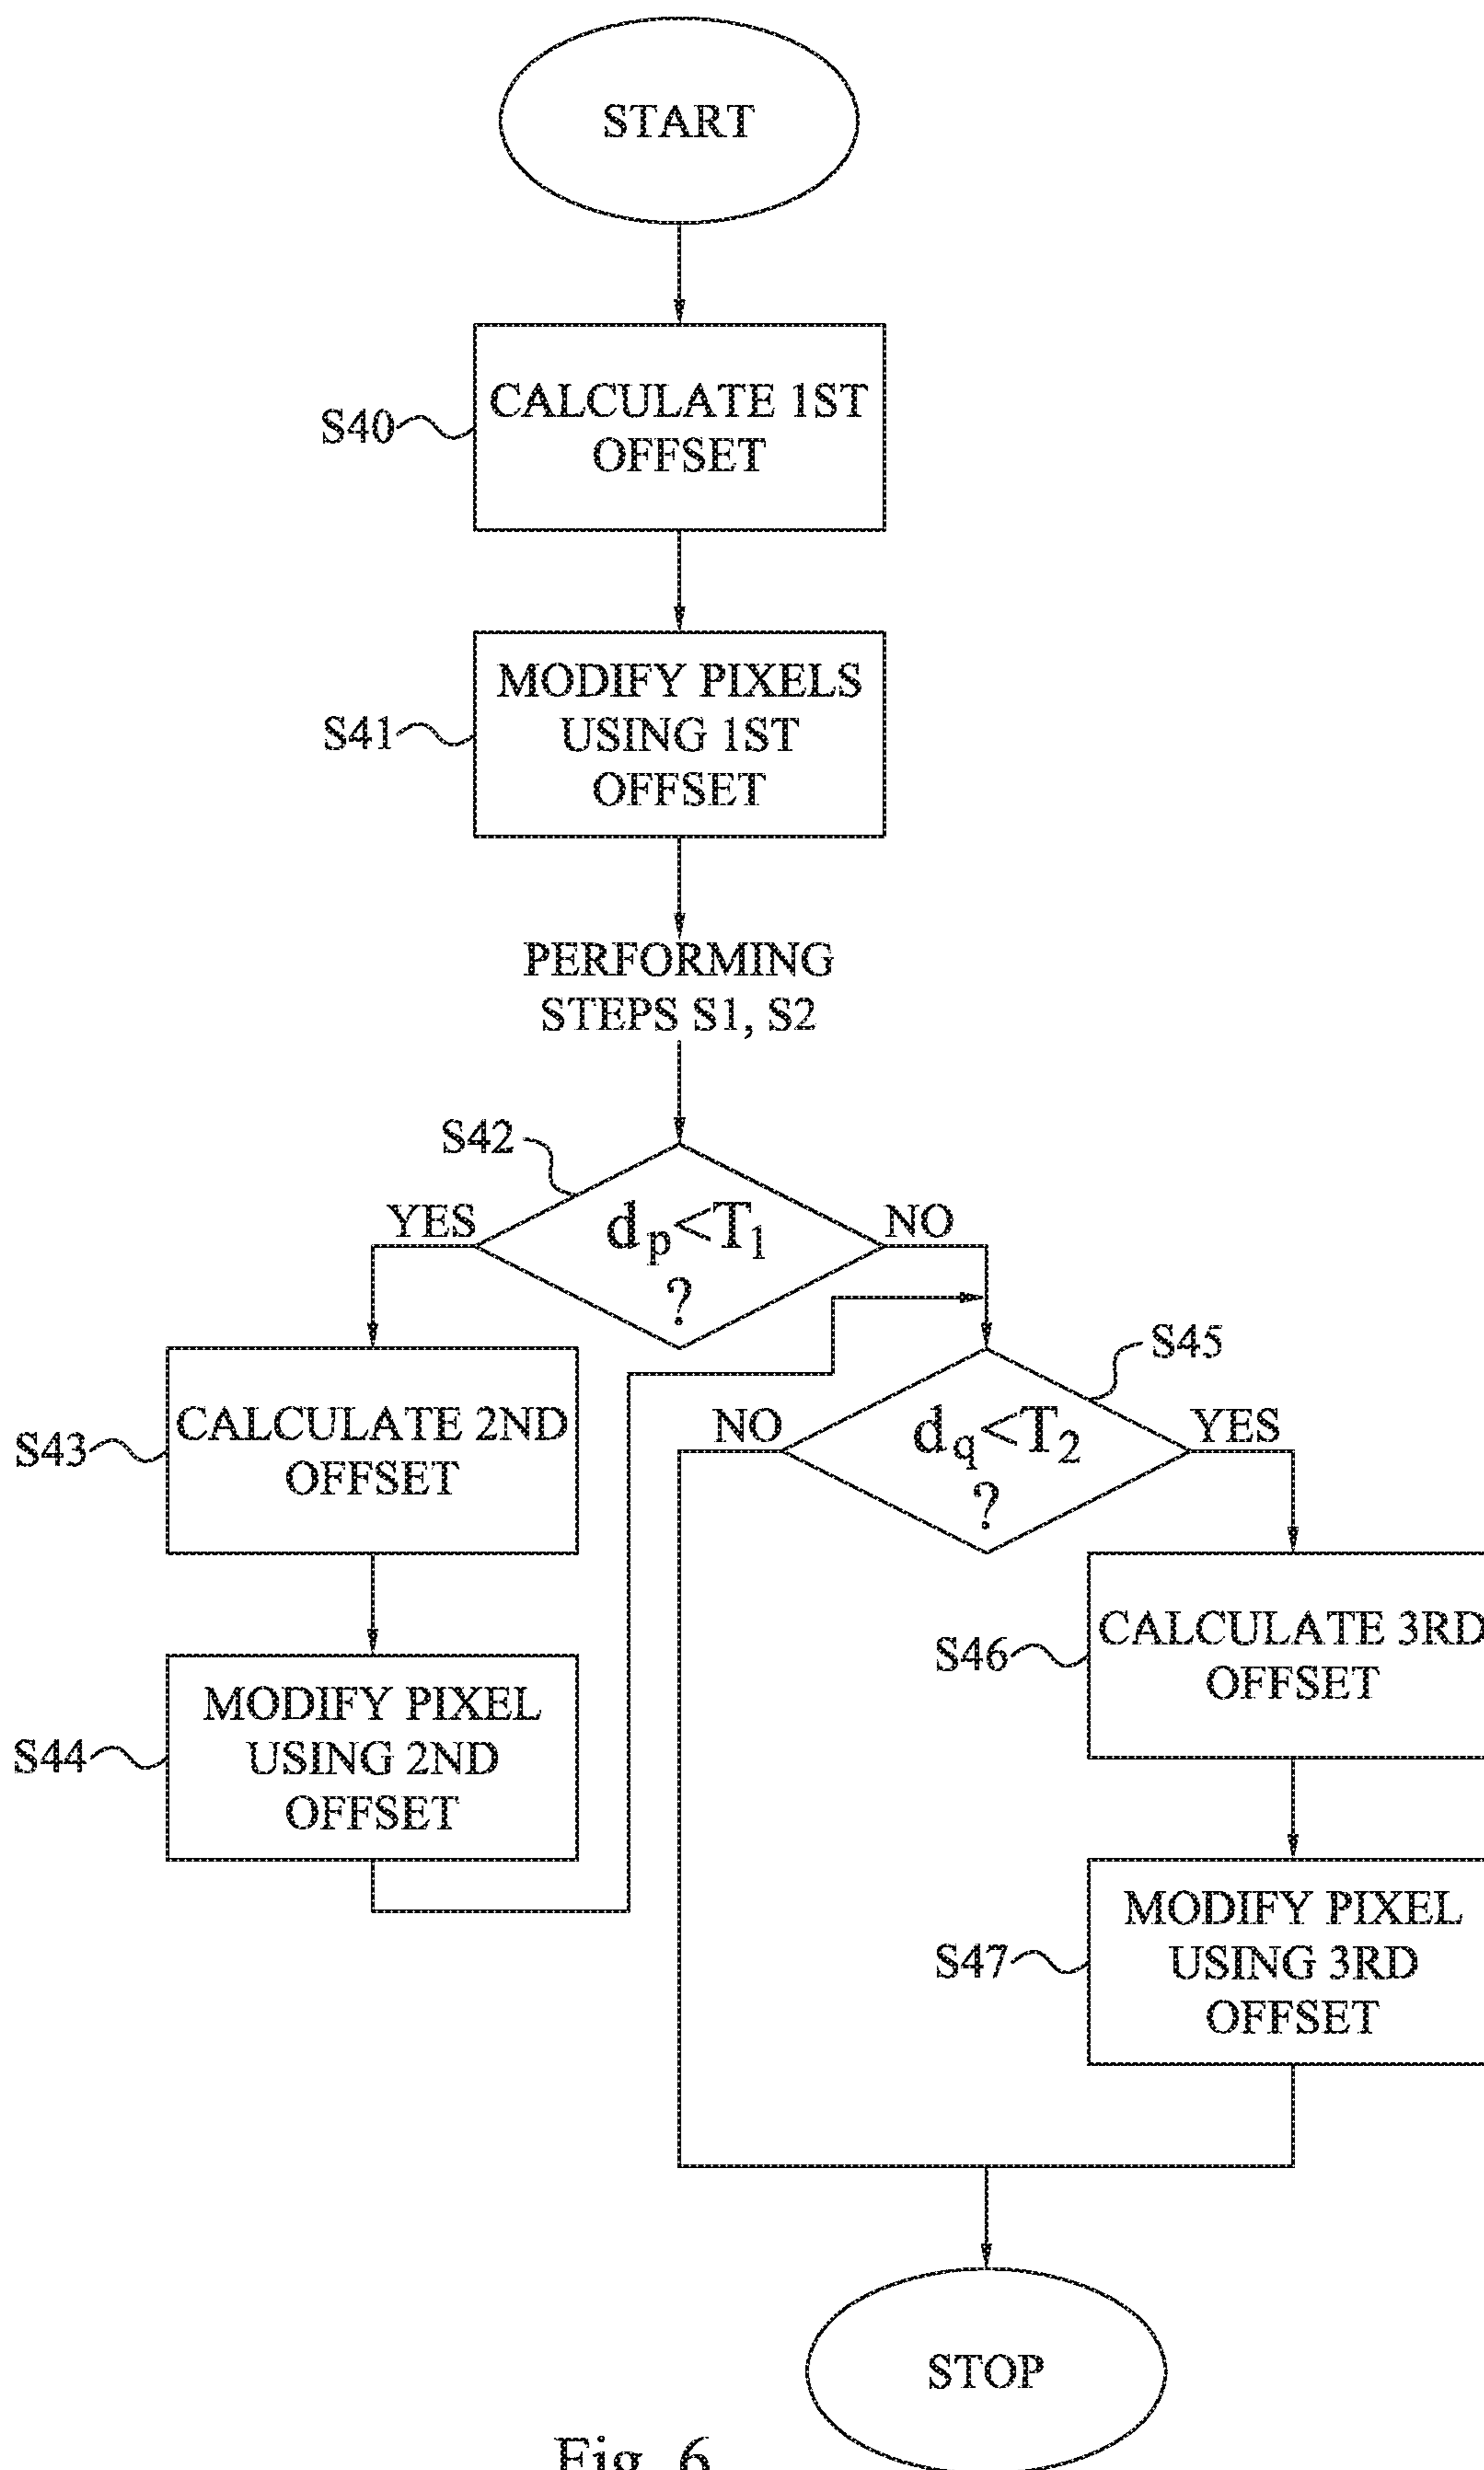 START
S40
CALCULATE 1ST
OFFSET
S41
MODIFY PIXELS
USING 1ST
OFFSET
PERFORMING
STEPS S1, S2
S42
YES
dp<T1
?
NO
S43
CALCULATE 2ND
OFFSET
S45
NO
dq<T2
?
YES
S44
MODIFY PIXEL
USING 2ND
OFFSET
S46
CALCULATE 3RD
OFFSET
S47
MODIFY PIXEL
USING 3RD
OFFSET
STOP
Fig. 6